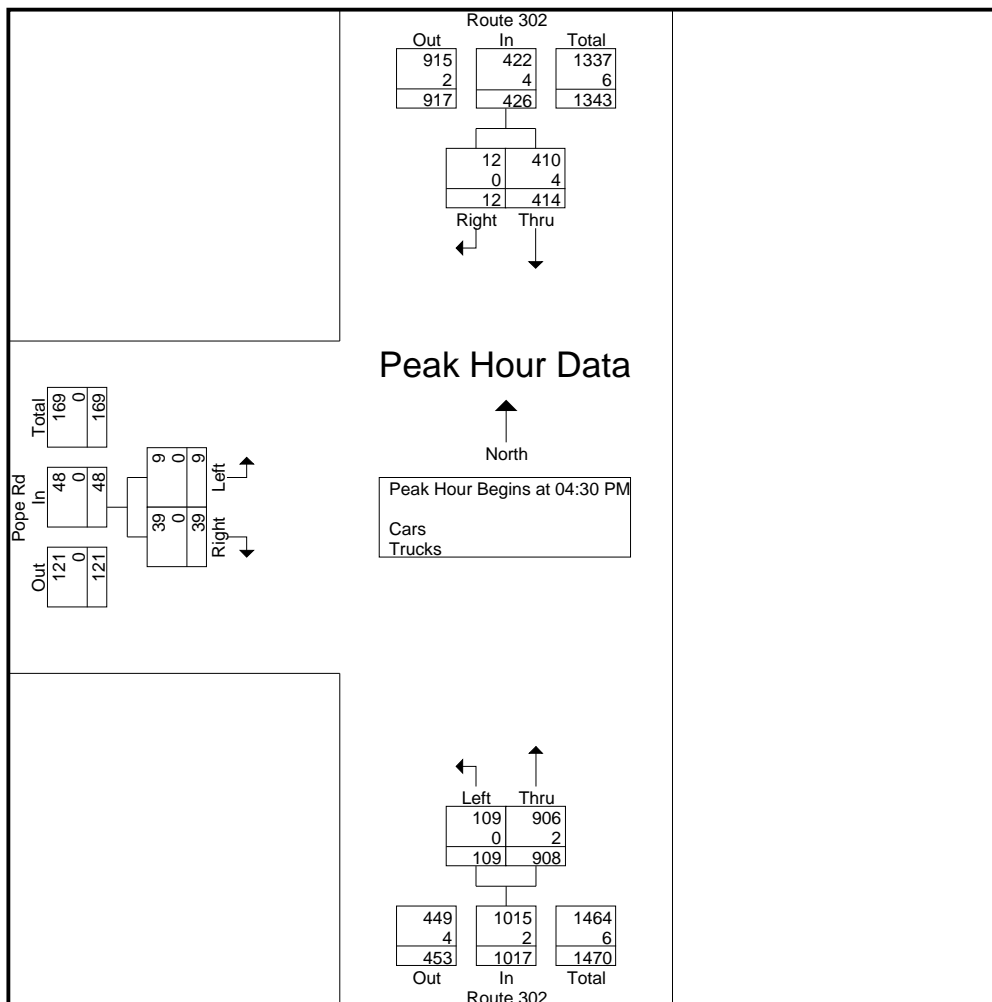 Route 302
Out In Total
915 422 1337
2 4 6
917 426 1343
12 410
0 4
12 414
Right Thru
Peak Hour Data
North
Peak Hour Begins at 04:30 PM
Cars
Trucks
Pope Rd
Out In Total
121 48 169
0 0 0
121 48 169
Right Left
39 9
0 0
39 9
Left Thru
109 906
0 2
109 908
449 1015 1464
4 2 6
453 1017 1470
Out In Total
Route 302